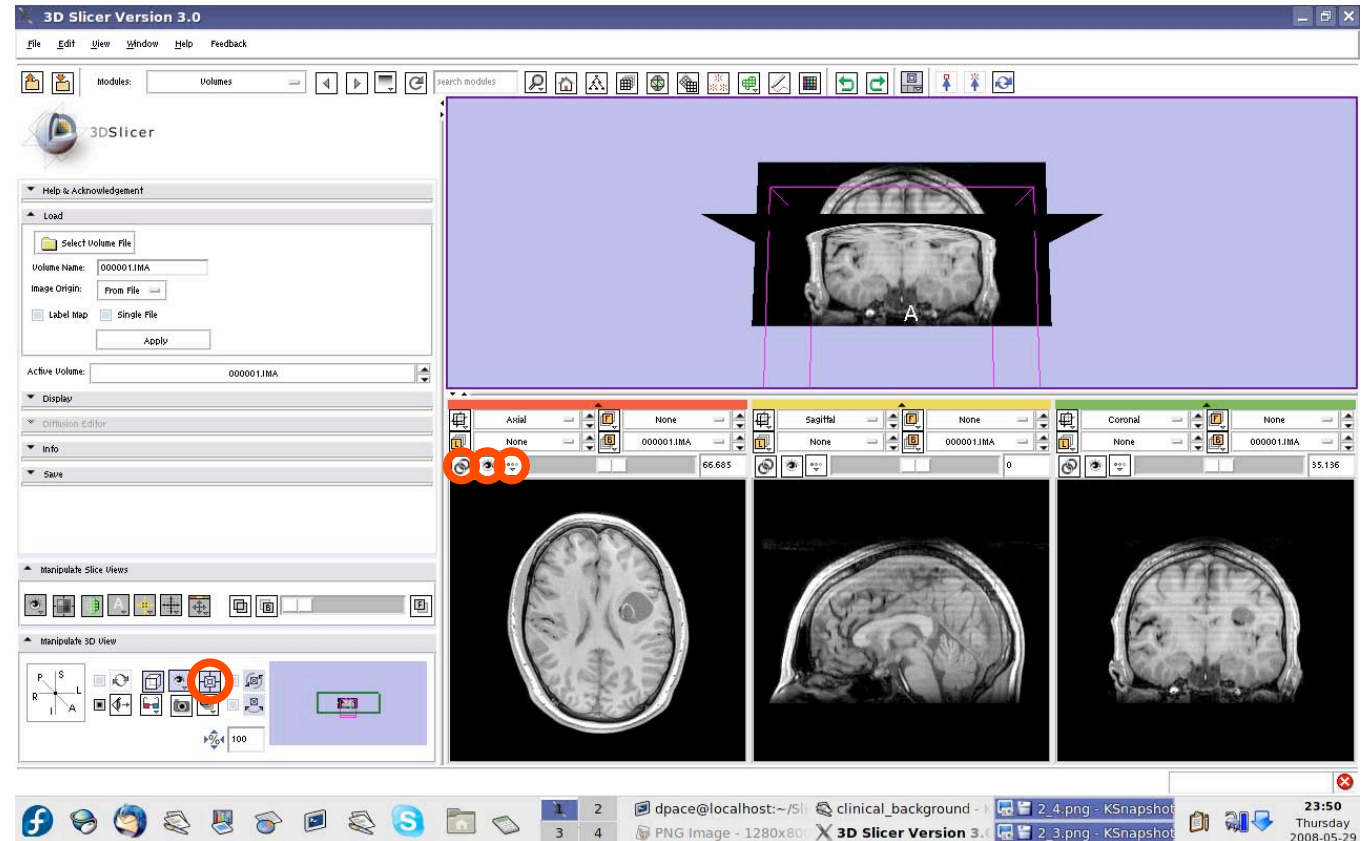 3D Slicer Version 3.0
File Edit View Window Help Feedback
Modules: Volumes search modules
3DSlicer
Help & Acknowledgement
Load
Select Volume File
Volume Name: 000001.IMA
Image Origin: From File
Label Map Single File
Apply
Active Volume: 000001.IMA
Display
Diffusion Editor
Info
Save
Manipulate Slice Views
A F
B
Manipulate 3D View
P S
R L
I A
100
A
Axial F None
L None B 000001.IMA
66.685
Sagittal F None
L None B 000001.IMA
0
Coronal F None
L None B 000001.IMA
35.136
1 2
3 4
dpace@localhost:~/Sli
clinical_background - K
2_4.png - KSnapshot
PNG Image - 1280x800
3D Slicer Version 3.0
2_3.png - KSnapshot
23:50
Thursday
2008-05-29